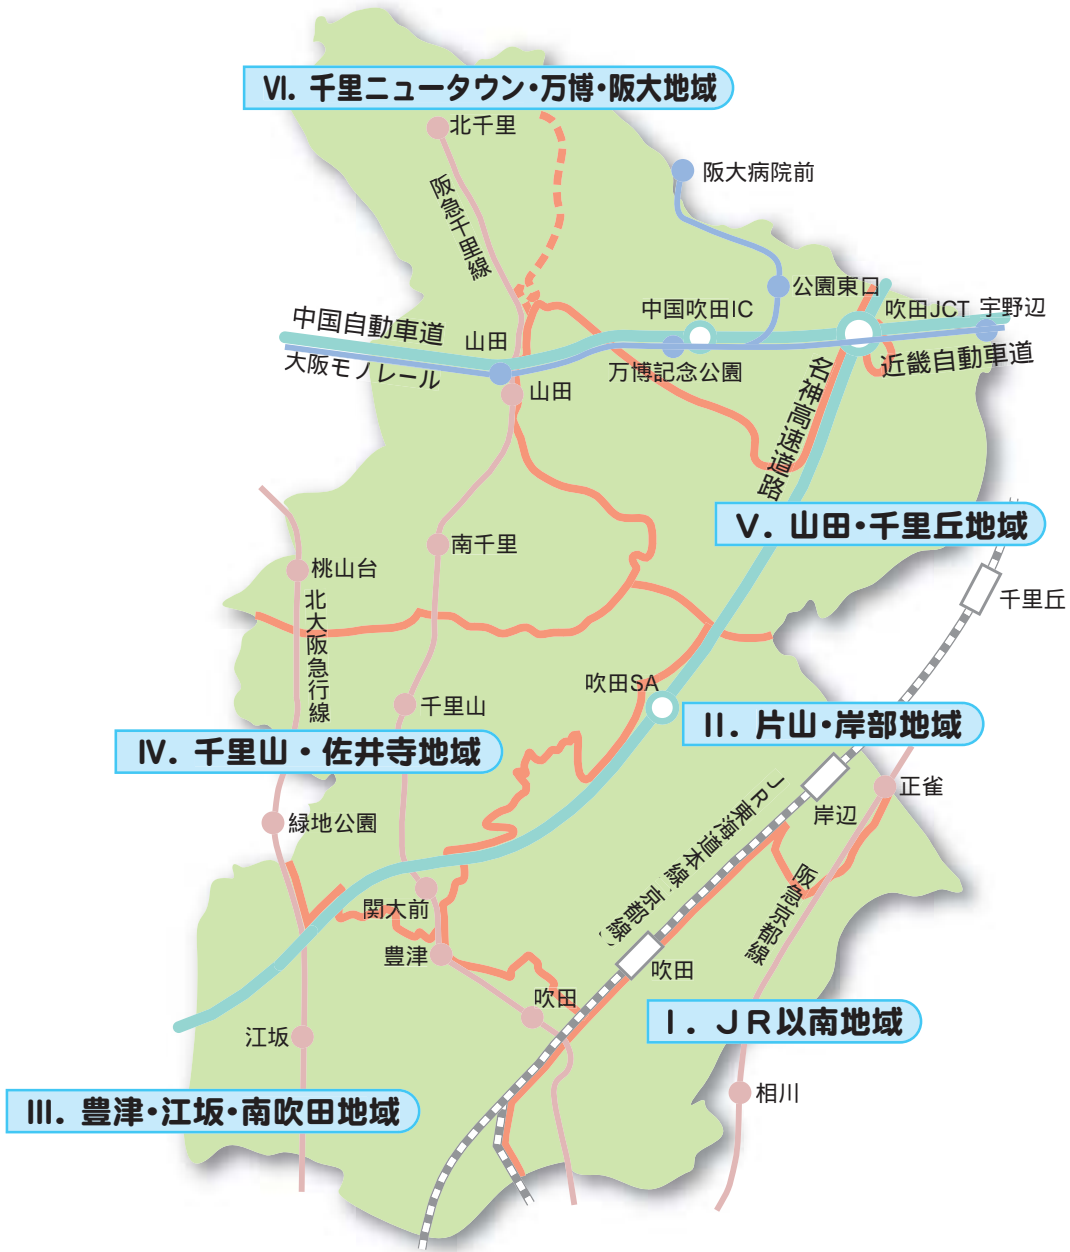 Ⅵ. 千里ニュータウン・万博・阪大地域
北千里
阪大病院前
阪急千里線
公園東口
中国吹田IC
吹田JCT
宇野辺
中国自動車道
山田
大阪モノレール
万博記念公園
近畿自動車道
山田
名神高速道路
Ⅴ. 山田・千里丘地域
南千里
桃山台
千里丘
北大阪急行線
吹田SA
千里山
Ⅱ. 片山・岸部地域
Ⅳ. 千里山・佐井寺地域
正雀
岸辺
緑地公園
JR東海道本線(京都線)
阪急京都線
関大前
豊津
吹田
吹田
Ⅰ. JR以南地域
江坂
相川
Ⅲ. 豊津・江坂・南吹田地域